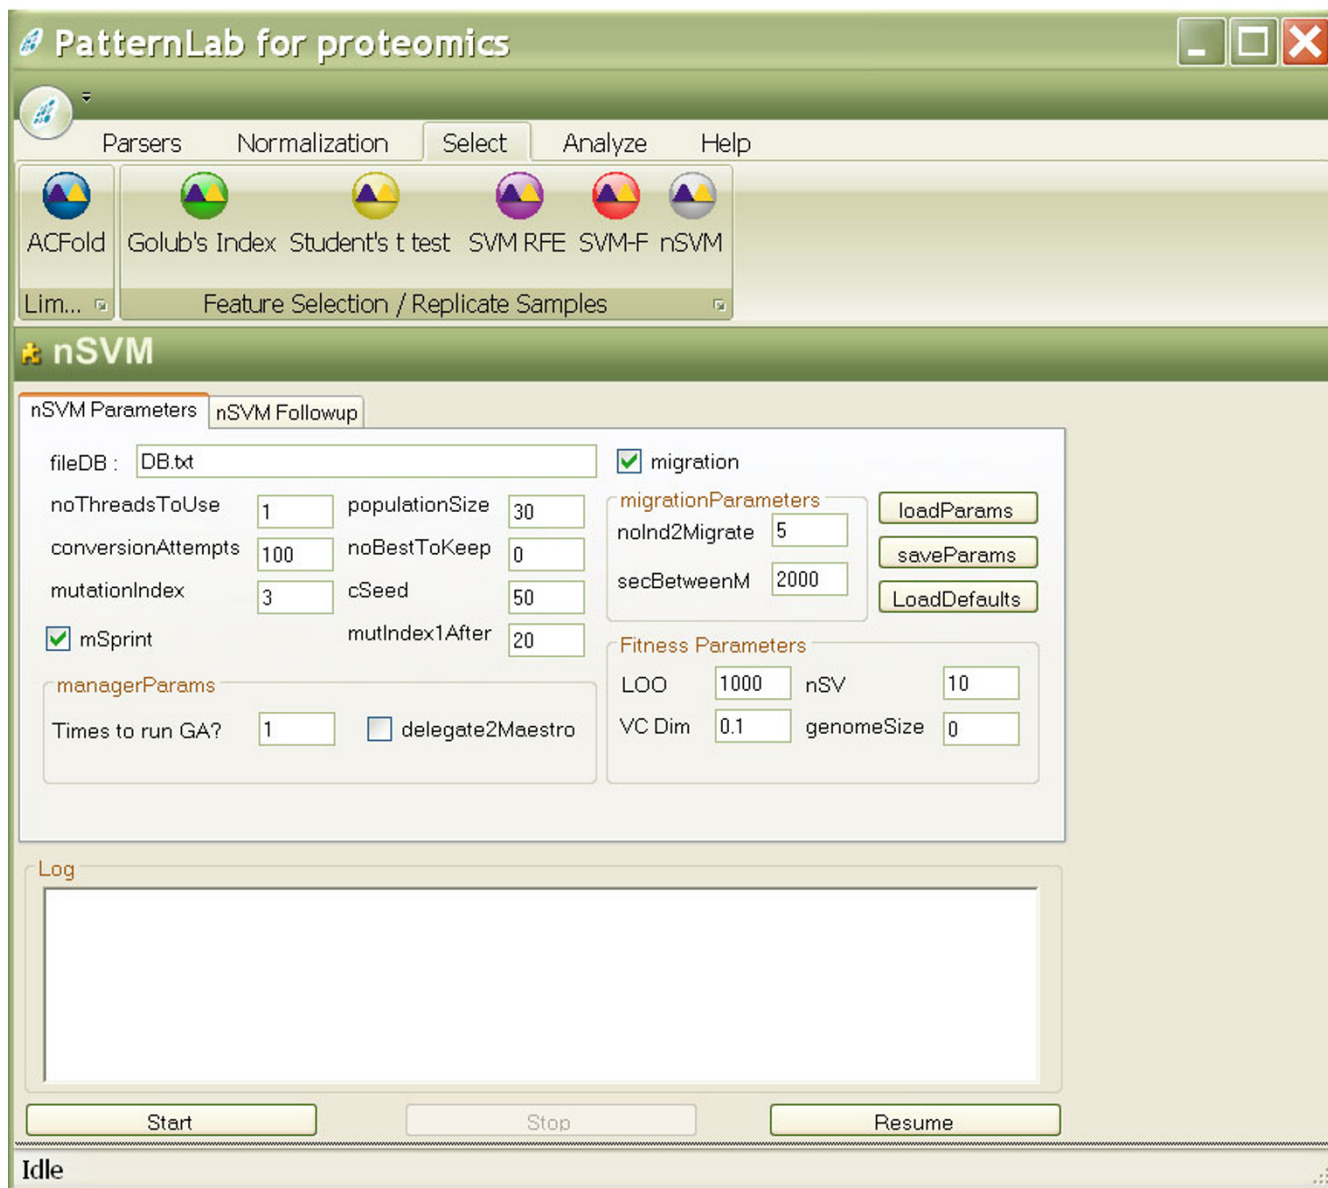 PatternLab for proteomics
Parsers Normalization Select Analyze Help
ACFold Golub's Index Student's t test SVM RFE SVM-F nSVM
Lim... Feature Selection / Replicate Samples
nSVM
nSVM Parameters nSVM Followup
fileDB : DB.txt migration
noThreadsToUse 1 populationSize 30 migrationParameters loadParams
noInd2Migrate 5
conversionAttempts 100 noBestToKeep 0 saveParams
mutationIndex 3 cSeed 50 secBetweenM 2000 LoadDefaults
mSprint mutIndex1After 20 Fitness Parameters
managerParams LOO 1000 nSV 10
Times to run GA? 1 delegate2Maestro VC Dim 0.1 genomeSize 0
Log
Start Stop Resume
Idle